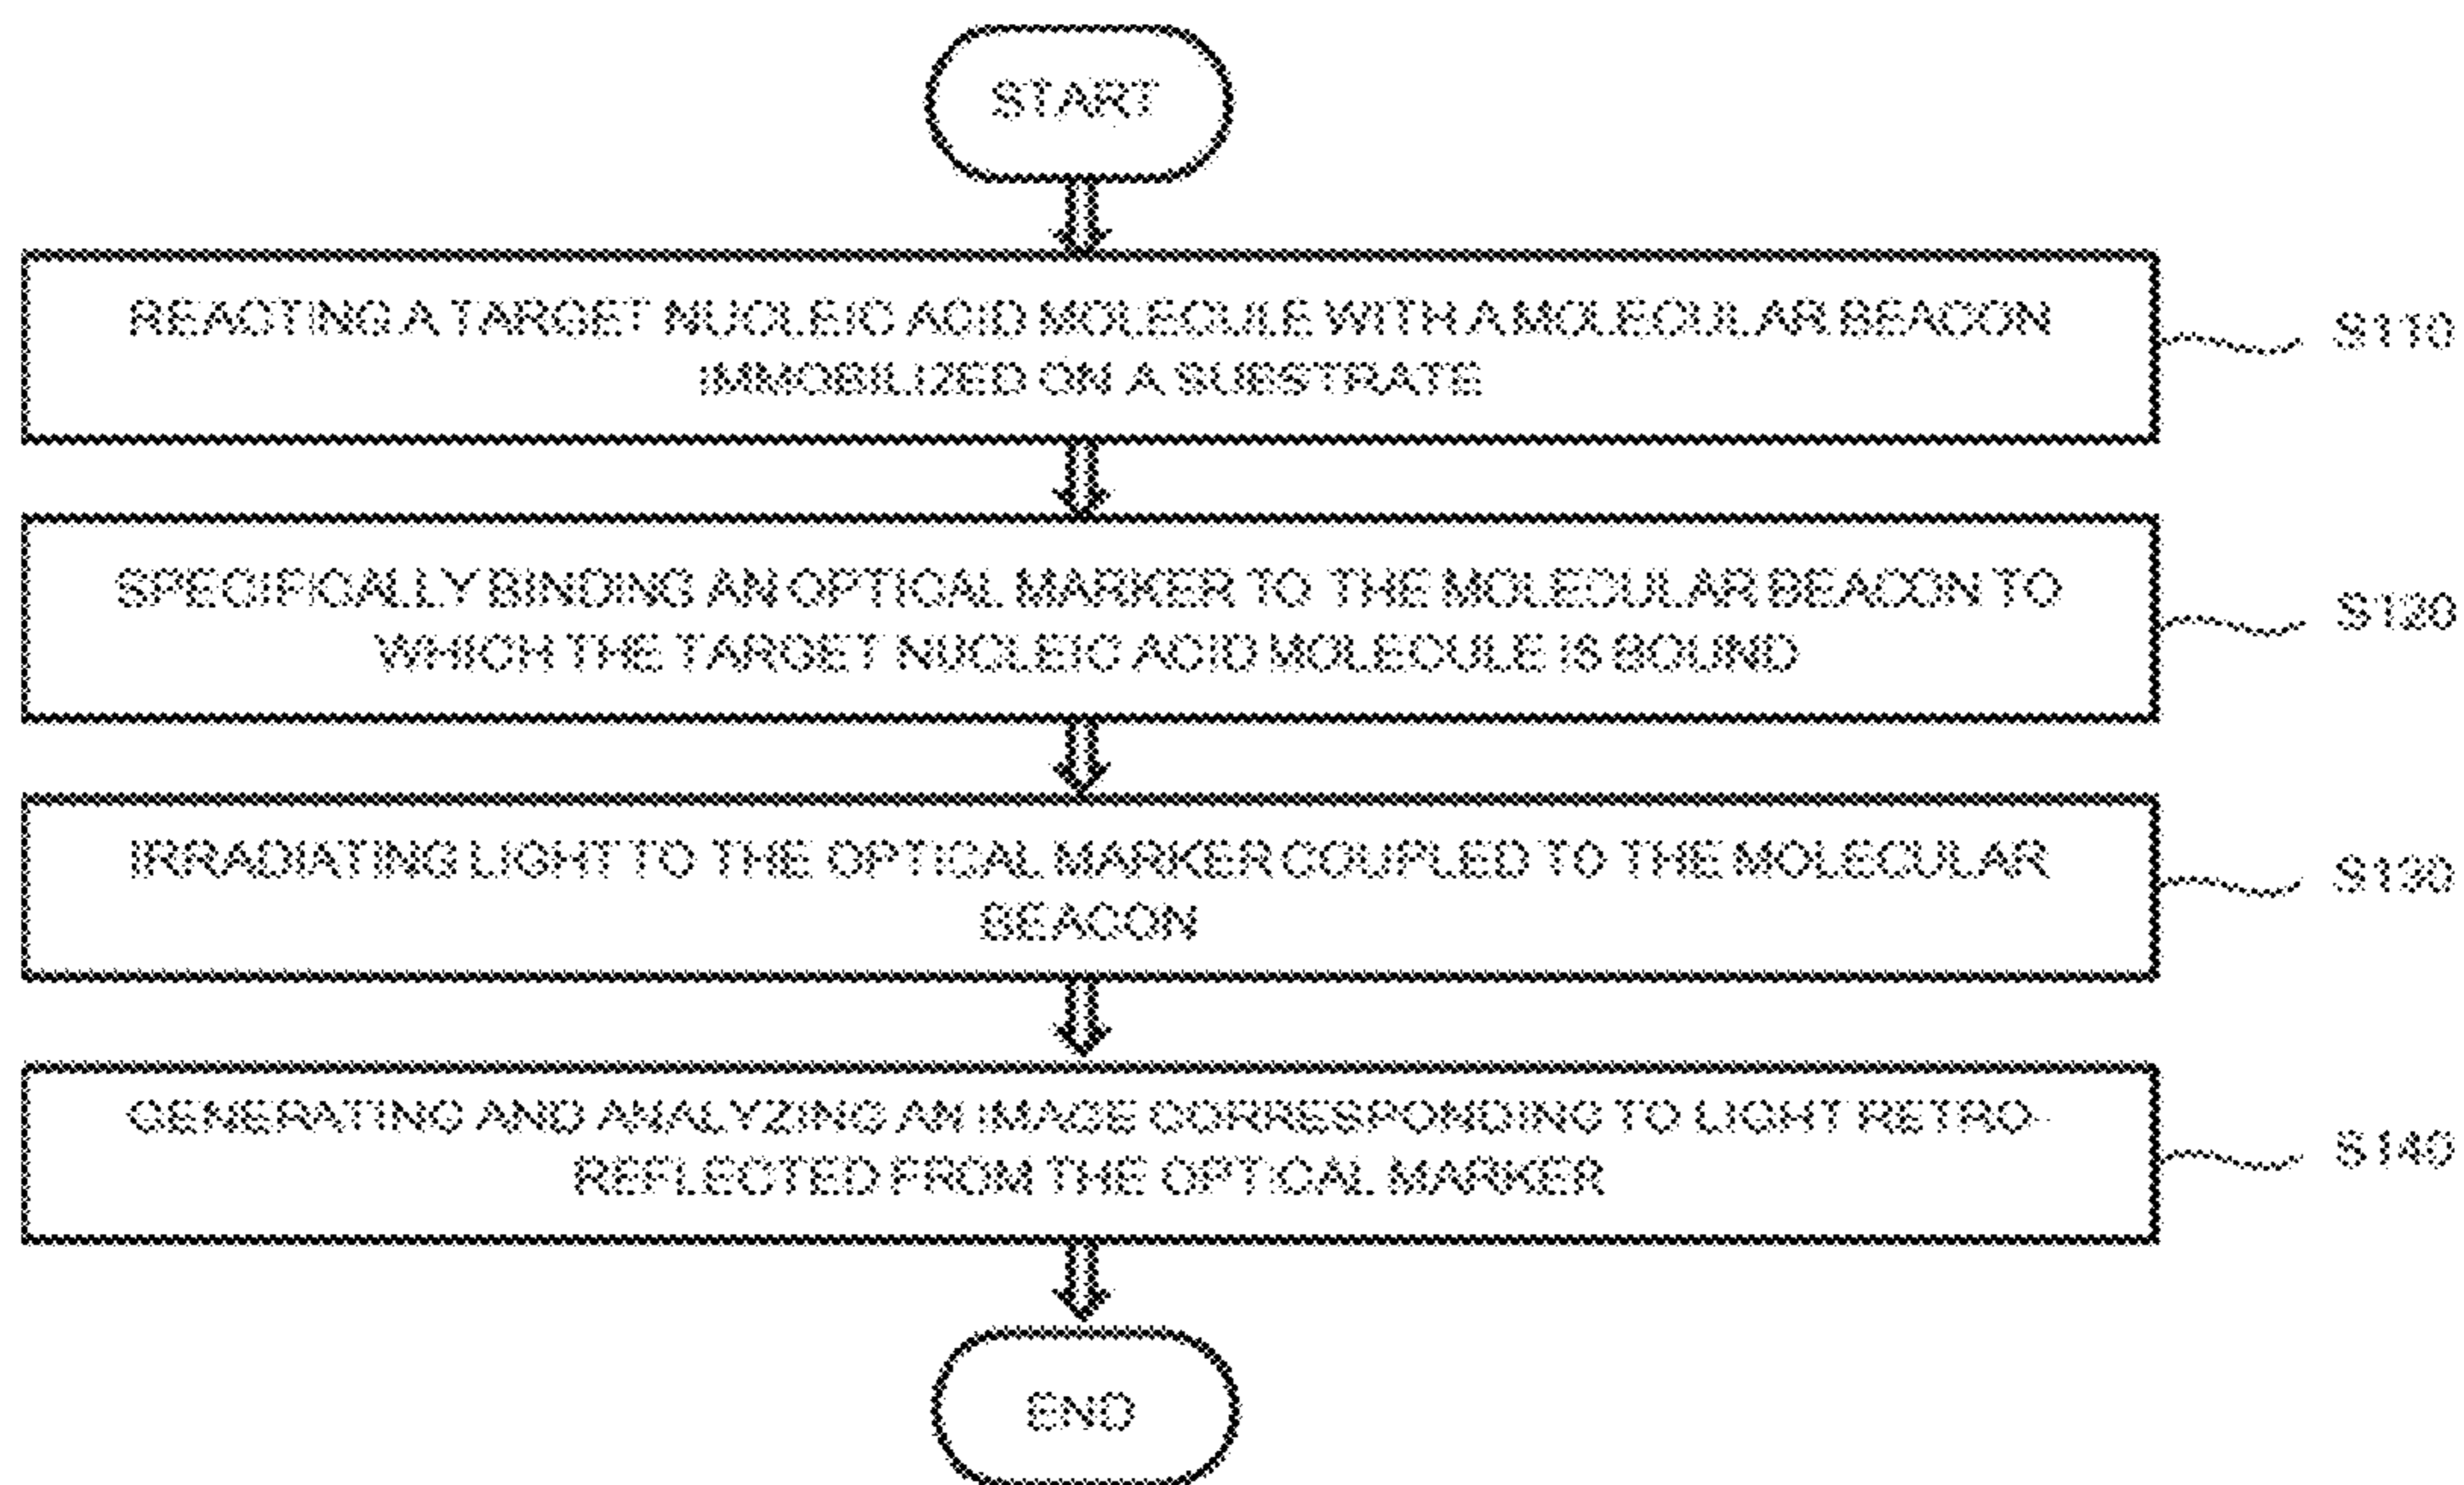 START
REACTING A TARGET NUCLEIC ACID MOLECULE WITH A MOLECULAR BEACON
IMMOBILIZED ON A SUBSTRATE
S110
SPECIFICALLY BINDING AN OPTICAL MARKER TO THE MOLECULAR BEACON TO
WHICH THE TARGET NUCLEIC ACID MOLECULE IS BOUND
S120
IRRADIATING LIGHT TO THE OPTICAL MARKER COUPLED TO THE MOLECULAR
BEACON
S130
GENERATING AND ANALYZING AN IMAGE CORRESPONDING TO LIGHT RETRO-
REFLECTED FROM THE OPTICAL MARKER
S140
END